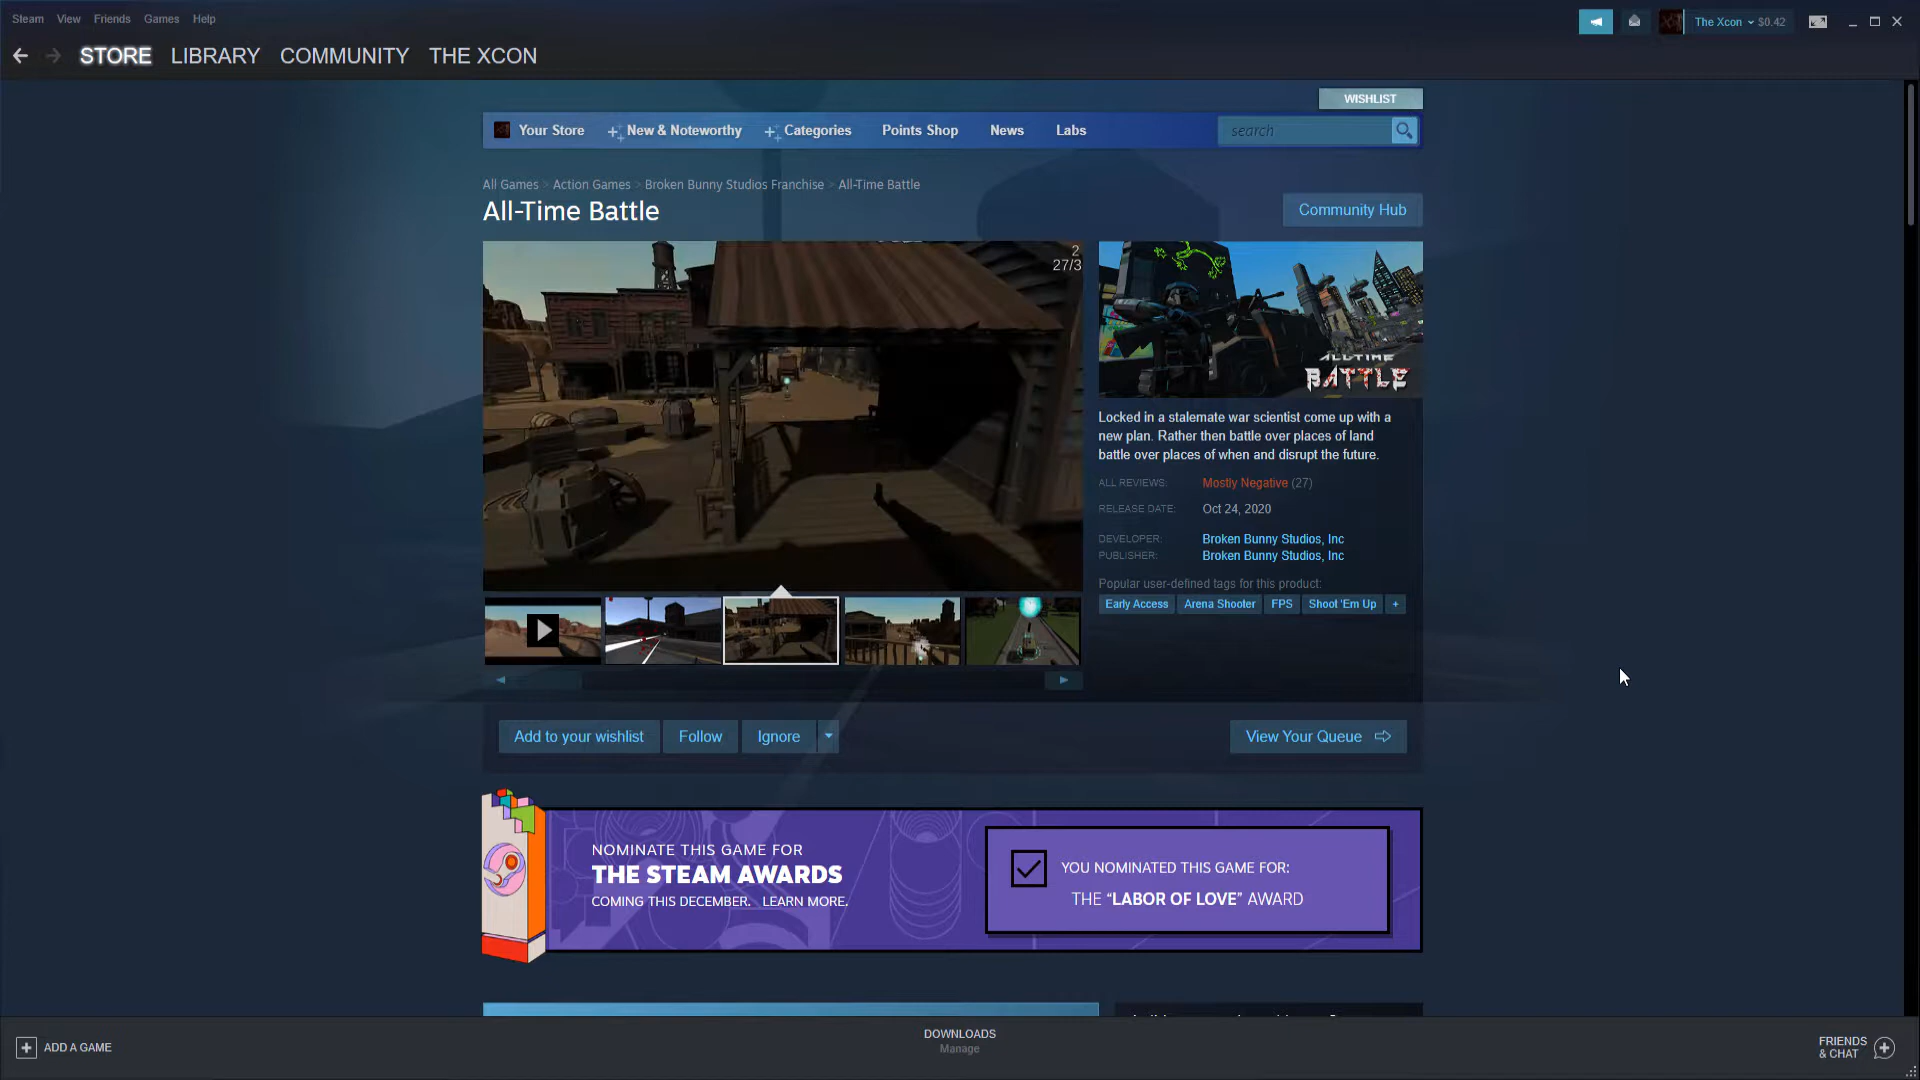 Steam View Friends Games Help
The Xcon $0.42
STORE LIBRARY COMMUNITY THE XCON
WISHLIST
Your Store New & Noteworthy Categories Points Shop News Labs search
All Games > Action Games > Broken Bunny Studios Franchise > All-Time Battle
All-Time Battle
Community Hub
2
27/3
ALL-TIME
BATTLE
Locked in a stalemate war scientist come up with a
new plan. Rather then battle over places of land
battle over places of when and disrupt the future.
ALL REVIEWS: Mostly Negative (27)
RELEASE DATE: Oct 24, 2020
DEVELOPER: Broken Bunny Studios, Inc
PUBLISHER: Broken Bunny Studios, Inc
Popular user-defined tags for this product:
Early Access Arena Shooter FPS Shoot 'Em Up +
Add to your wishlist Follow Ignore View Your Queue
NOMINATE THIS GAME FOR
THE STEAM AWARDS
COMING THIS DECEMBER. LEARN MORE.
YOU NOMINATED THIS GAME FOR:
THE “LABOR OF LOVE” AWARD
ADD A GAME
DOWNLOADS
Manage
FRIENDS
& CHAT